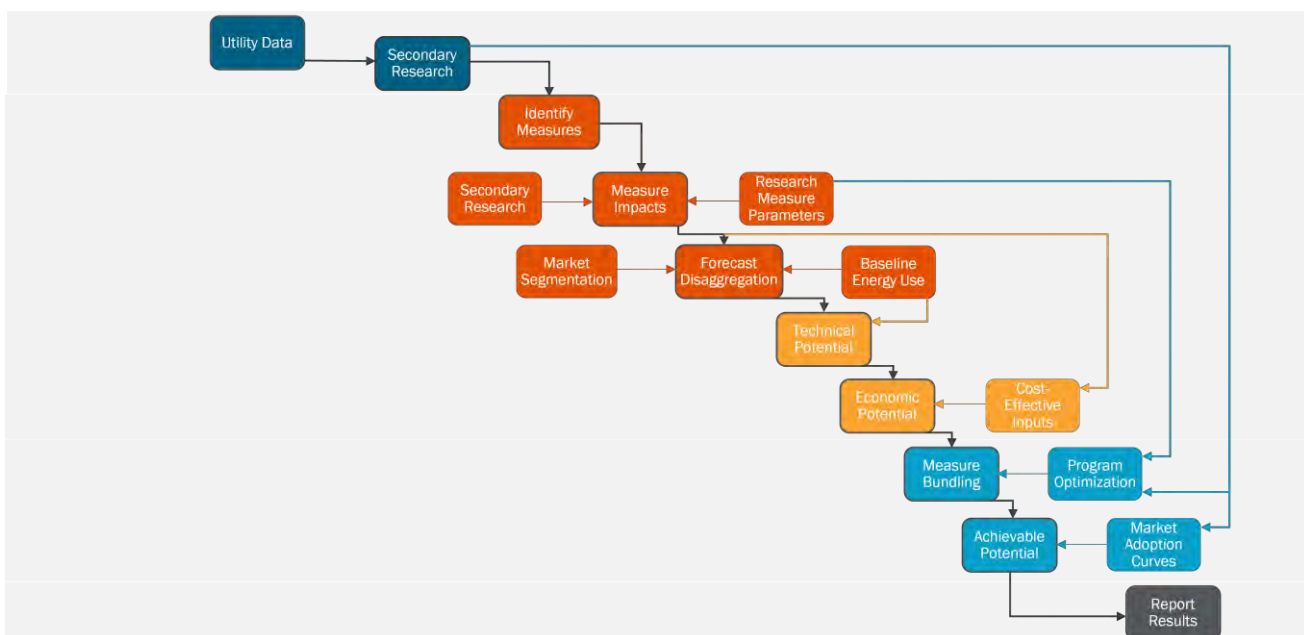 Utility Data
Secondary
Research
Identify
Measures
Secondary
Research
Measure
Impacts
Research
Measure
Parameters
Market
Segmentation
Forecast
Disaggregation
Baseline
Energy Use
Technical
Potential
Economic
Potential
Cost-
Effective
Inputs
Measure
Bundling
Program
Optimization
Achievable
Potential
Market
Adoption
Curves
Report
Results